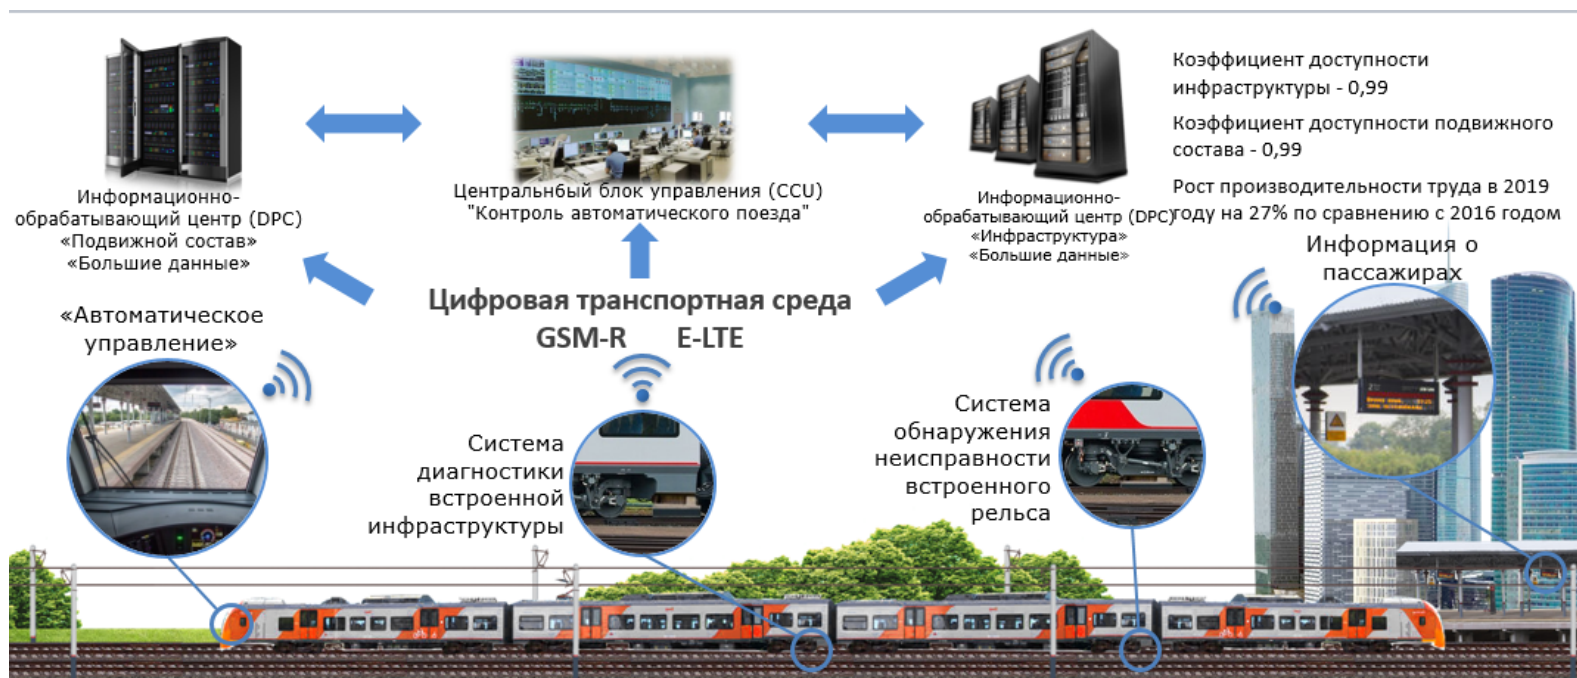 Информационно-
обрабатывающий центр (DPC)
«Подвижной состав»
«Большие данные»
Центральнбый блок управления (CCU)
"Контроль автоматического поезда"
Информационно-
обрабатывающий центр (DPC)
«Инфраструктура»
«Большие данные»
Коэффициент доступности
инфраструктуры - 0,99
Коэффициент доступности подвижного
состава - 0,99
Рост производительности труда в 2019
году на 27% по сравнению с 2016 годом
Информация о
пассажирах
Цифровая транспортная среда
GSM-R E-LTE
«Автоматическое
управление»
Система
диагностики
встроенной
инфраструктуры
Система
обнаружения
неисправности
встроенного
рельса